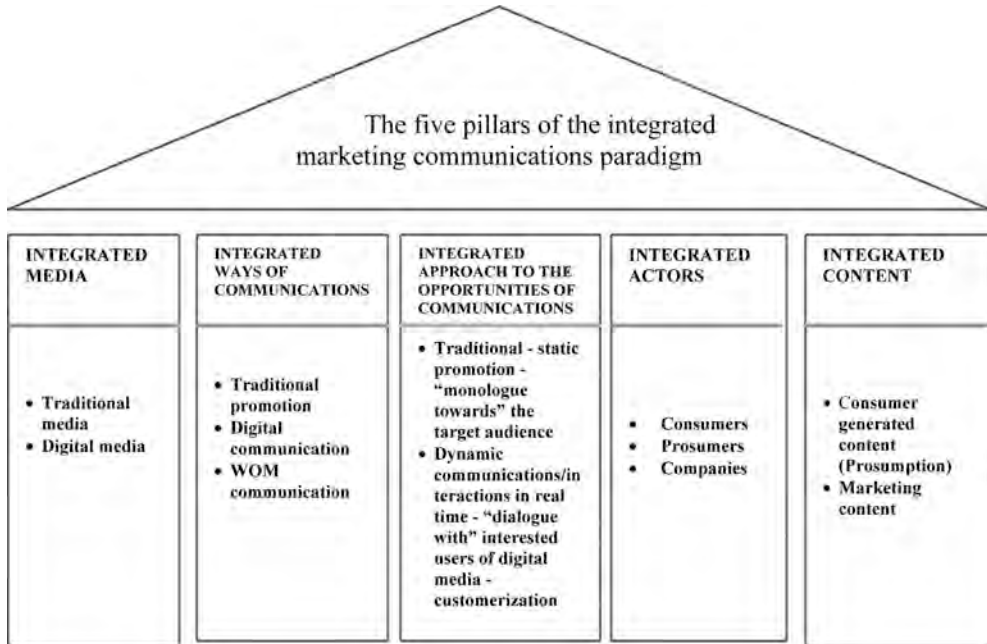 The five pillars of the integrated
marketing communications paradigm
INTEGRATED
MEDIA
• Traditional
media
• Digital media
INTEGRATED
WAYS OF
COMMUNICATIONS
• Traditional
promotion
• Digital
communication
• WOM
communication
INTEGRATED
APPROACH TO THE
OPPORTUNITIES OF
COMMUNICATIONS
• Traditional - static
promotion -
“monologue
towards” the
target audience
• Dynamic
communications/in
teractions in real
time - “dialogue
with” interested
users of digital
media -
customerization
INTEGRATED
ACTORS
• Consumers
• Prosumers
• Companies
INTEGRATED
CONTENT
• Consumer
generated
content
(Prosumption)
• Marketing
content